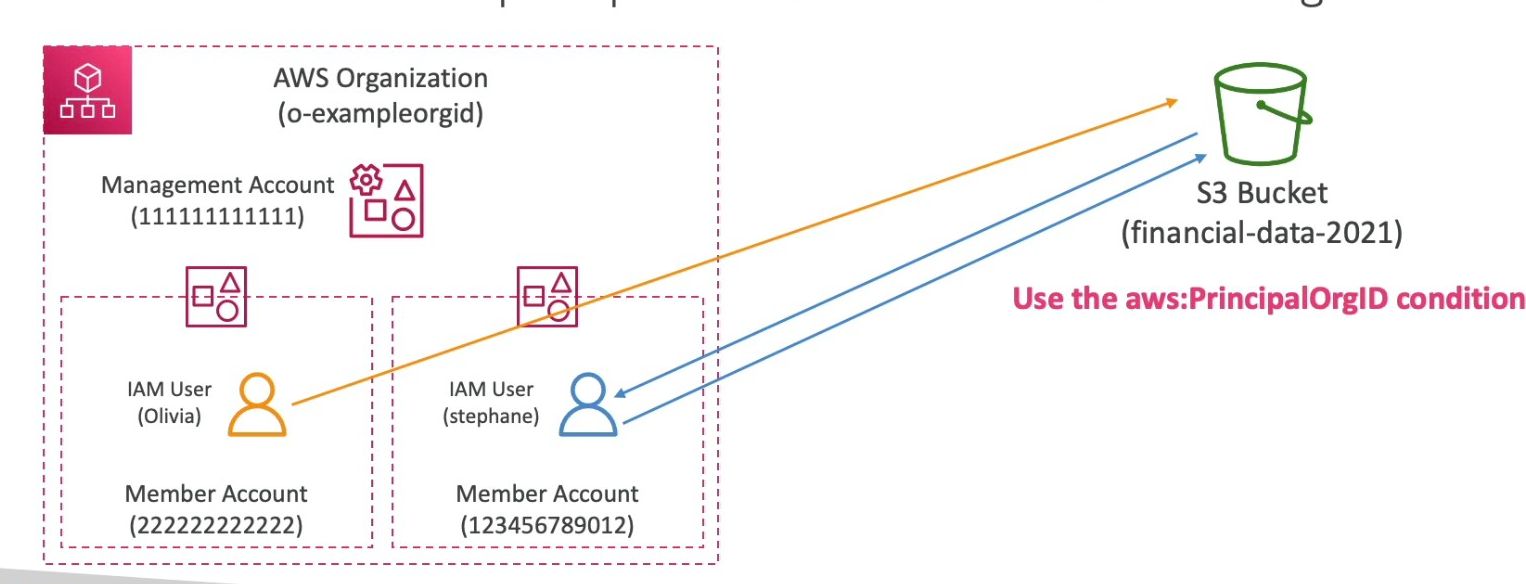 AWS Organization
(o-exampleorgid)
Management Account
(111111111111)
IAM User
(Olivia)
Member Account
(222222222222)
IAM User
(stephane)
Member Account
(123456789012)
S3 Bucket
(financial-data-2021)
Use the aws:PrincipalOrgID condition